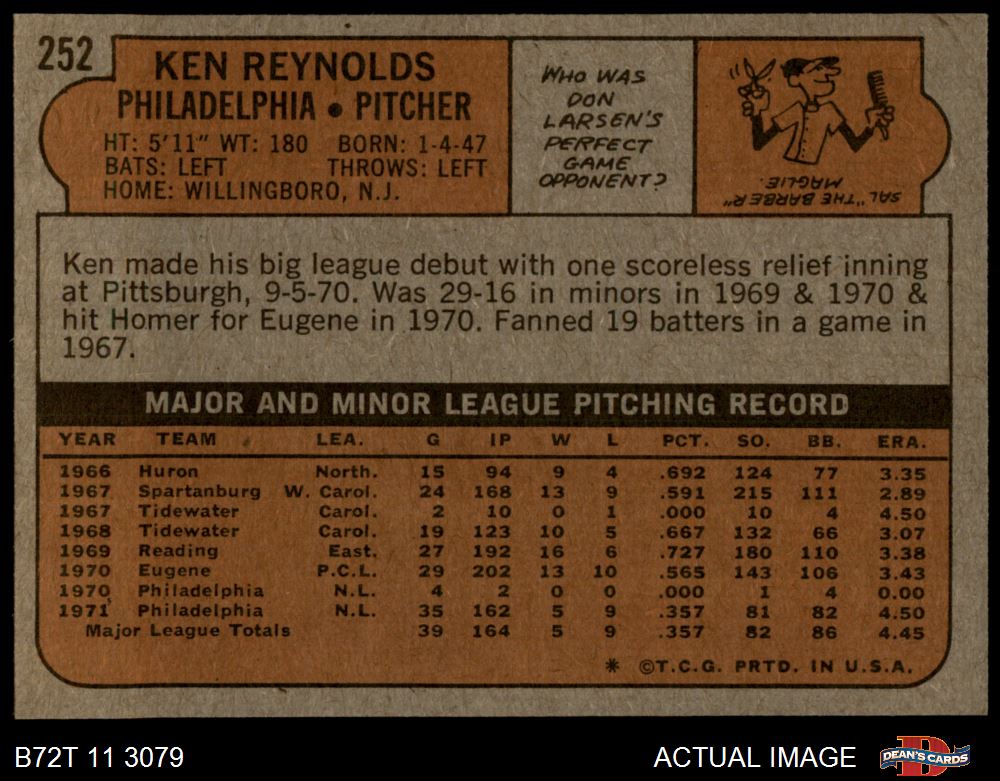 252
KEN REYNOLDS
PHILADELPHIA • PITCHER
HT: 5'11" WT: 180 BORN: 1-4-47
BATS: LEFT THROWS: LEFT
HOME: WILLINGBORO, N.J.
WHO WAS
DON
LARSEN'S
PERFECT
GAME
OPPONENT?
SAL "THE BARBER"
MAGLIE.
Ken made his big league debut with one scoreless relief inning
at Pittsburgh, 9-5-70. Was 29-16 in minors in 1969 & 1970 &
hit Homer for Eugene in 1970. Fanned 19 batters in a game in
1967.
MAJOR AND MINOR LEAGUE PITCHING RECORD
YEAR TEAM LEA. G IP W L PCT. SO. BB. ERA.
1966 Huron North. 15 94 9 4 .692 124 77 3.35
1967 Spartanburg W. Carol. 24 168 13 9 .591 215 111 2.89
1967 Tidewater Carol. 2 10 0 1 .000 10 4 4.50
1968 Tidewater Carol. 19 123 10 5 .667 132 66 3.07
1969 Reading East. 27 192 16 6 .727 180 110 3.38
1970 Eugene P.C.L. 29 202 13 10 .565 143 106 3.43
1970 Philadelphia N.L. 4 2 0 0 .000 1 4 0.00
1971 Philadelphia N.L. 35 162 5 9 .357 81 82 4.50
Major League Totals 39 164 5 9 .357 82 86 4.45
* ©T.C.G. PRTD. IN U.S.A.
B72T 11 3079
ACTUAL IMAGE
DEAN'S CARDS